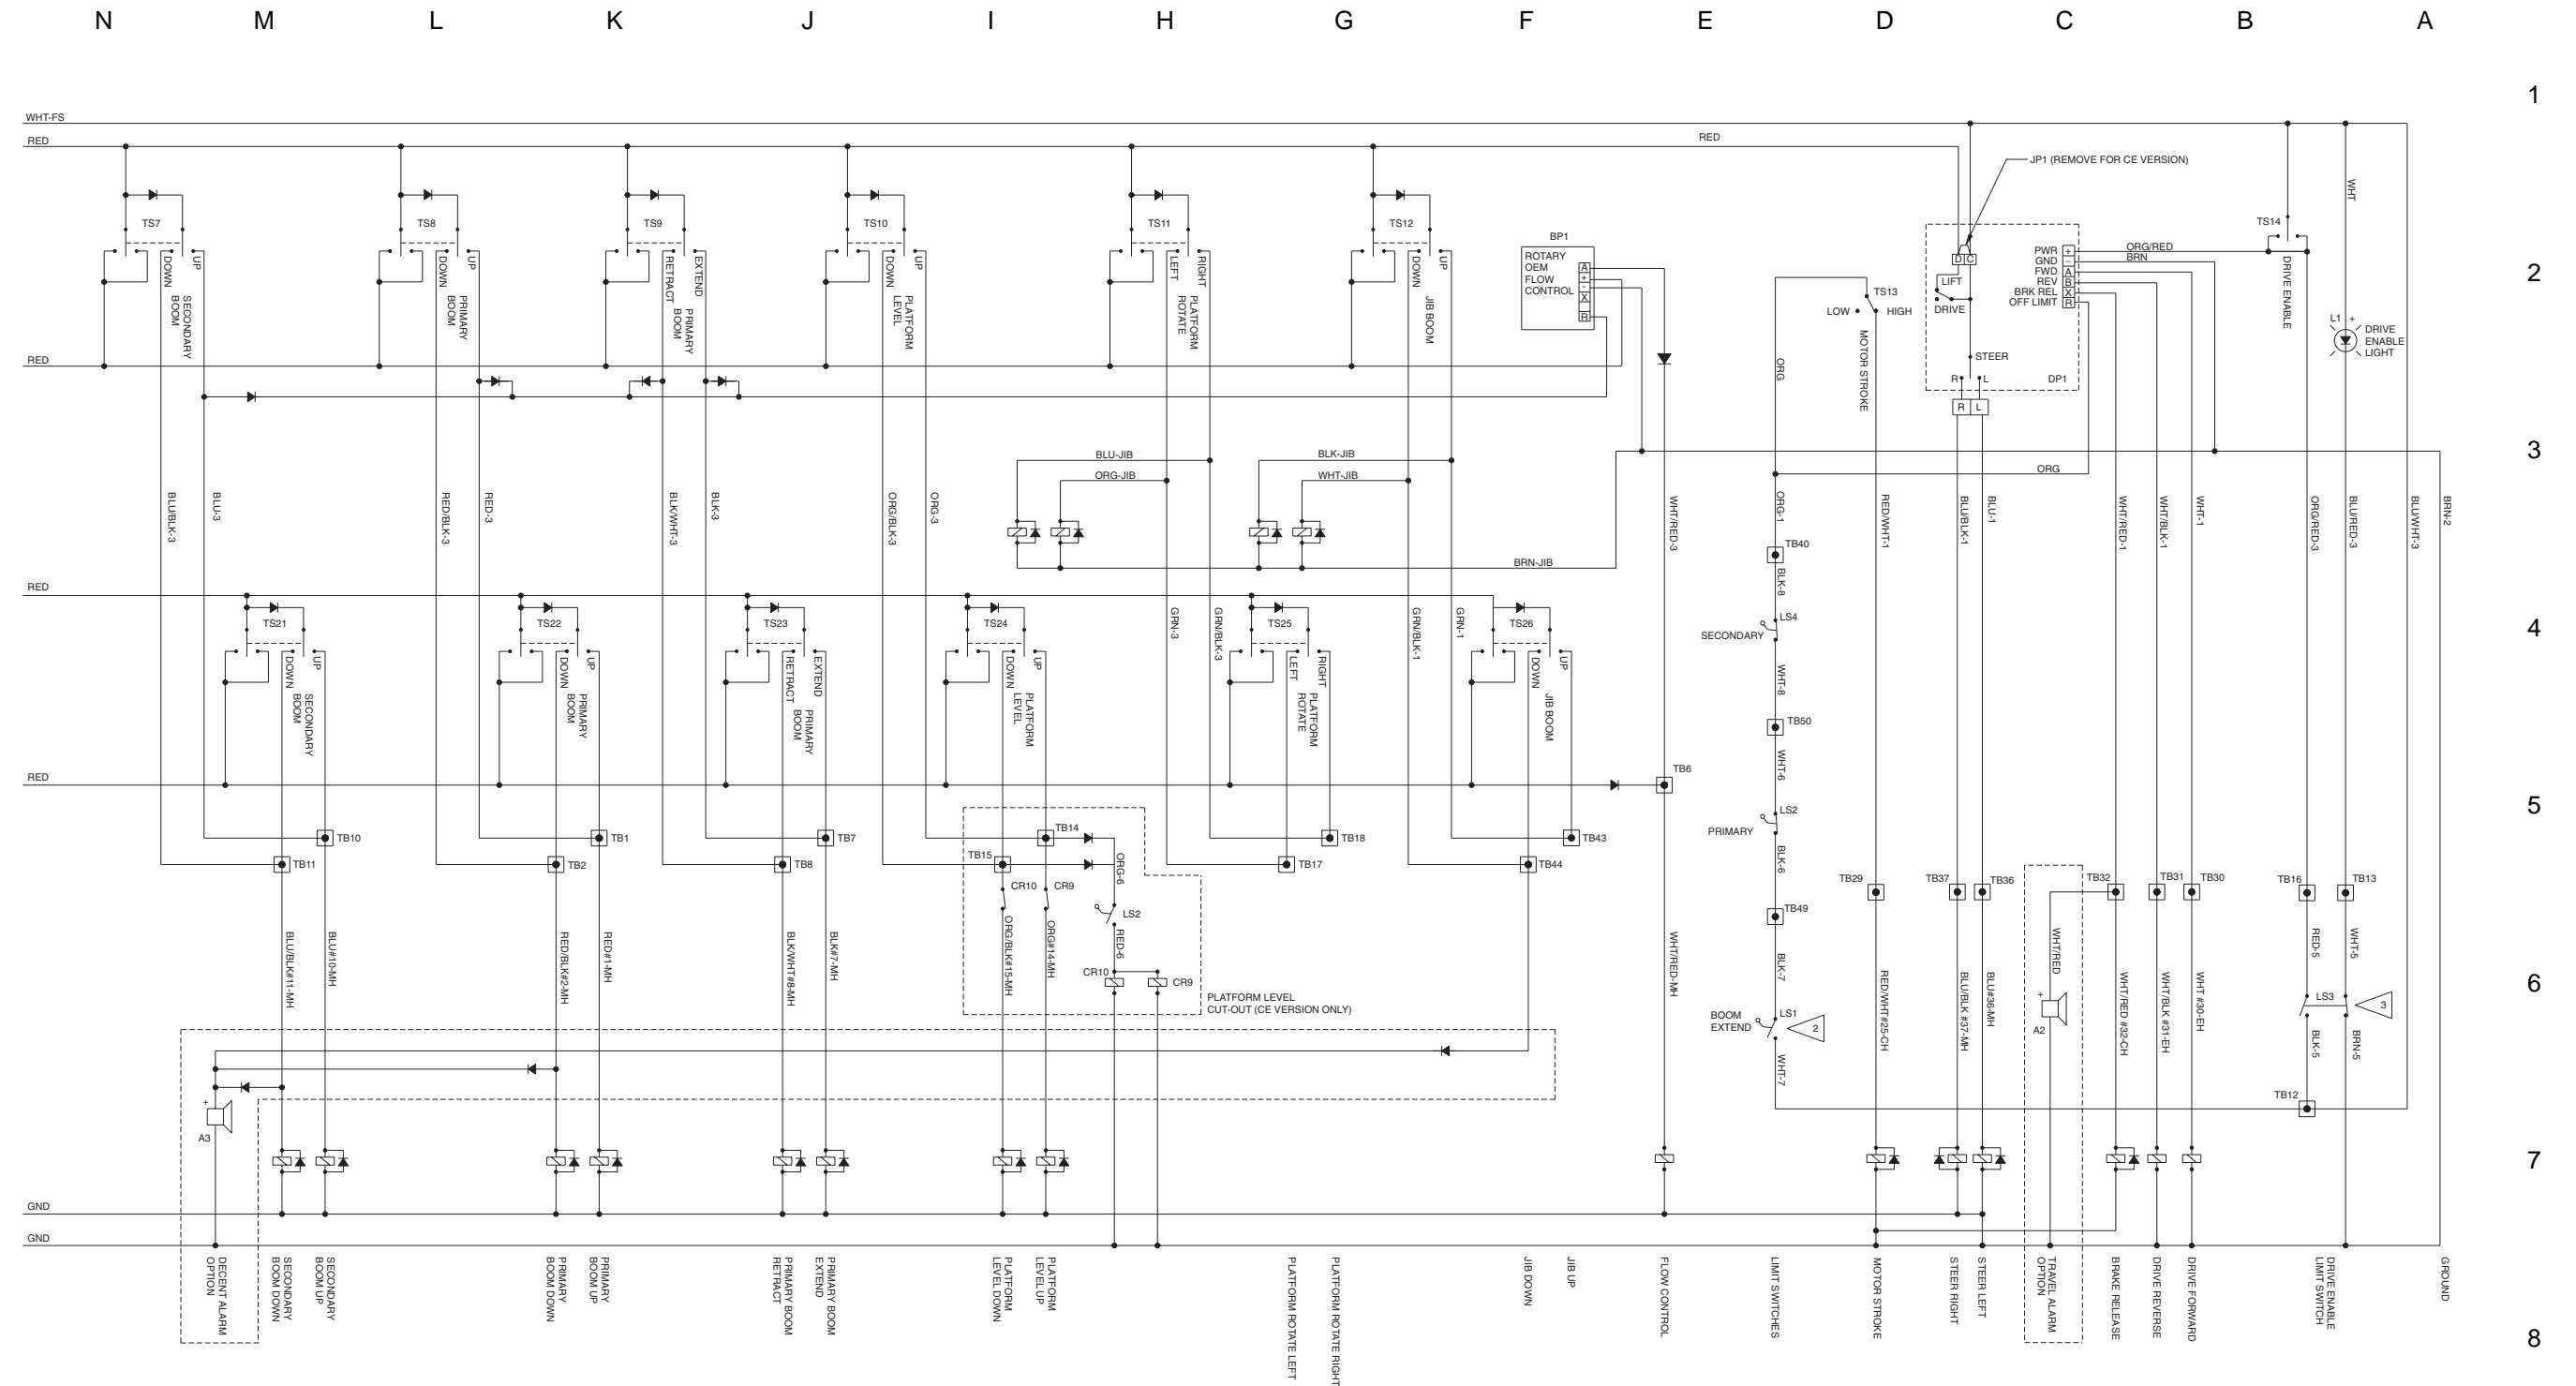 N M L K J I H G F E D C B A
1
WHT-FS
RED
RED
JP1 (REMOVE FOR CE VERSION)
WHT
TS7
TS8
TS9
TS10
TS11
TS12
TS14
BP1
ROTARY
OEM
FLOW
CONTROL
A
+
-
X
R
DOWN
UP
SECONDARY
BOOM
DOWN
UP
PRIMARY
BOOM
RETRACT
EXTEND
PRIMARY
BOOM
DOWN
UP
PLATFORM
LEVEL
LEFT
RIGHT
PLATFORM
ROTATE
DOWN
UP
JIB BOOM
TS13
LOW
HIGH
MOTOR STROKE
D C
LIFT
DRIVE
STEER
R
L
DP1
R L
PWR +
GND -
FWD A
REV B
BRK REL X
OFF LIMIT R
ORG/RED
BRN
DRIVE ENABLE
L1 +
DRIVE
ENABLE
LIGHT
2
RED
ORG
3
BLU-JIB
ORG-JIB
BLK-JIB
WHT-JIB
ORG
BRN-JIB
BLU/BLK-3
BLU-3
RED/BLK-3
RED-3
BLK/WHT-3
BLK-3
ORG/BLK-3
ORG-3
WHT/RED-3
ORG-1
RED/WHT-1
BLU/BLK-1
BLU-1
WHT/RED-1
WHT/BLK-1
WHT-1
ORG/RED-3
BLU/RED-3
BLU/WHT-3
BRN-2
TB40
BLK-8
RED
TS21
TS22
TS23
TS24
TS25
TS26
GRN-3
GRN/BLK-3
GRN/BLK-1
GRN-1
LS4
SECONDARY
4
DOWN
UP
SECONDARY
BOOM
DOWN
UP
PRIMARY
BOOM
RETRACT
EXTEND
PRIMARY
BOOM
DOWN
UP
PLATFORM
LEVEL
LEFT
RIGHT
PLATFORM
ROTATE
DOWN
UP
JIB BOOM
WHT-8
TB50
WHT-6
RED
TB6
LS2
PRIMARY
5
TB10
TB11
TB1
TB2
TB7
TB8
TB14
TB15
TB18
TB17
TB43
TB44
BLK-6
ORG-6
CR10
CR9
LS2
RED-6
CR10
CR9
PLATFORM LEVEL
CUT-OUT (CE VERSION ONLY)
TB49
TB29
TB37
TB36
TB32
TB31
TB30
TB16
TB13
BLU/BLK#11-MH
BLU#10-MH
RED/BLK#2-MH
RED#1-MH
BLK/WHT#8-MH
BLK#7-MH
ORG/BLK#15-MH
ORG#14-MH
WHT/RED-MH
BLK-7
RED/WHT#25-CH
BLU/BLK #37-MH
BLU#36-MH
WHT/RED
WHT/RED #32-CH
WHT/BLK #31-EH
WHT #30-EH
RED-5
WHT-5
6
BOOM
EXTEND
LS1
2
WHT-7
+
A2
LS3
3
BLK-5
BRN-5
TB12
+
A3
7
GND
GND
DECENT ALARM
OPTION
SECONDARY
BOOM DOWN
SECONDARY
BOOM UP
PRIMARY
BOOM DOWN
PRIMARY
BOOM UP
PRIMARY BOOM
RETRACT
PRIMARY BOOM
EXTEND
PLATFORM
LEVEL DOWN
PLATFORM
LEVEL UP
PLATFORM ROTATE LEFT
PLATFORM ROTATE RIGHT
JIB DOWN
JIB UP
FLOW CONTROL
LIMIT SWITCHES
MOTOR STROKE
STEER RIGHT
STEER LEFT
TRAVEL ALARM
OPTION
BRAKE RELEASE
DRIVE REVERSE
DRIVE FORWARD
DRIVE ENABLE
LIMIT SWITCH
GROUND
8